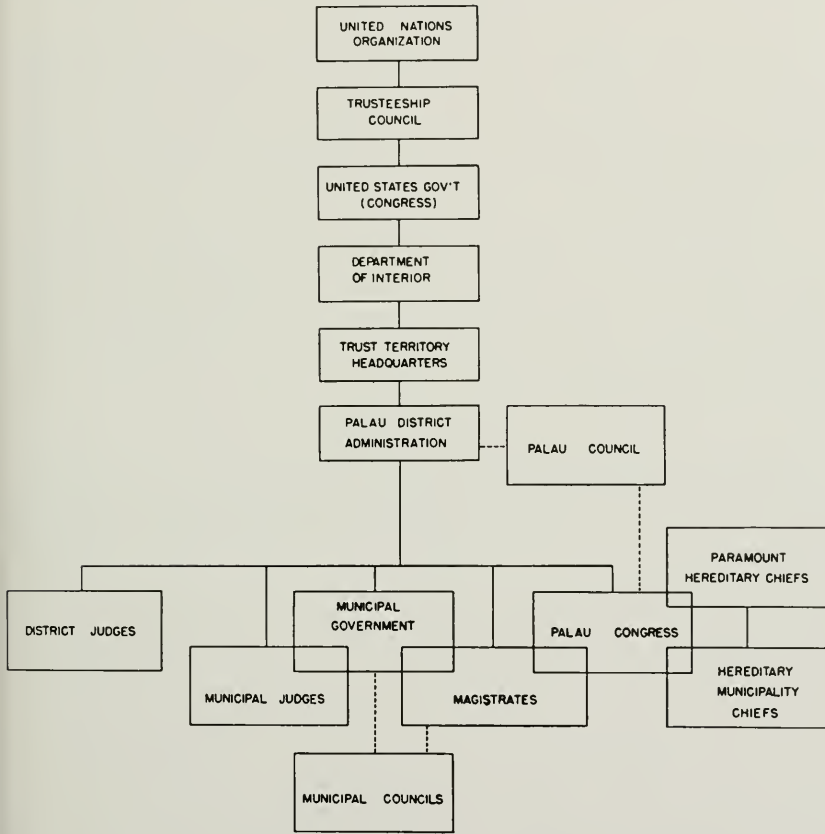 UNITED NATIONS
ORGANIZATION
TRUSTEESHIP
COUNCIL
UNITED STATES GOV'T
(CONGRESS)
DEPARTMENT
OF INTERIOR
TRUST TERRITORY
HEADQUARTERS
PALAU DISTRICT
ADMINISTRATION
PALAU COUNCIL
PARAMOUNT
HEREDITARY CHIEFS
DISTRICT JUDGES
MUNICIPAL
GOVERNMENT
PALAU CONGRESS
MUNICIPAL JUDGES
MAGISTRATES
HEREDITARY
MUNICIPALITY
CHIEFS
MUNICIPAL COUNCILS